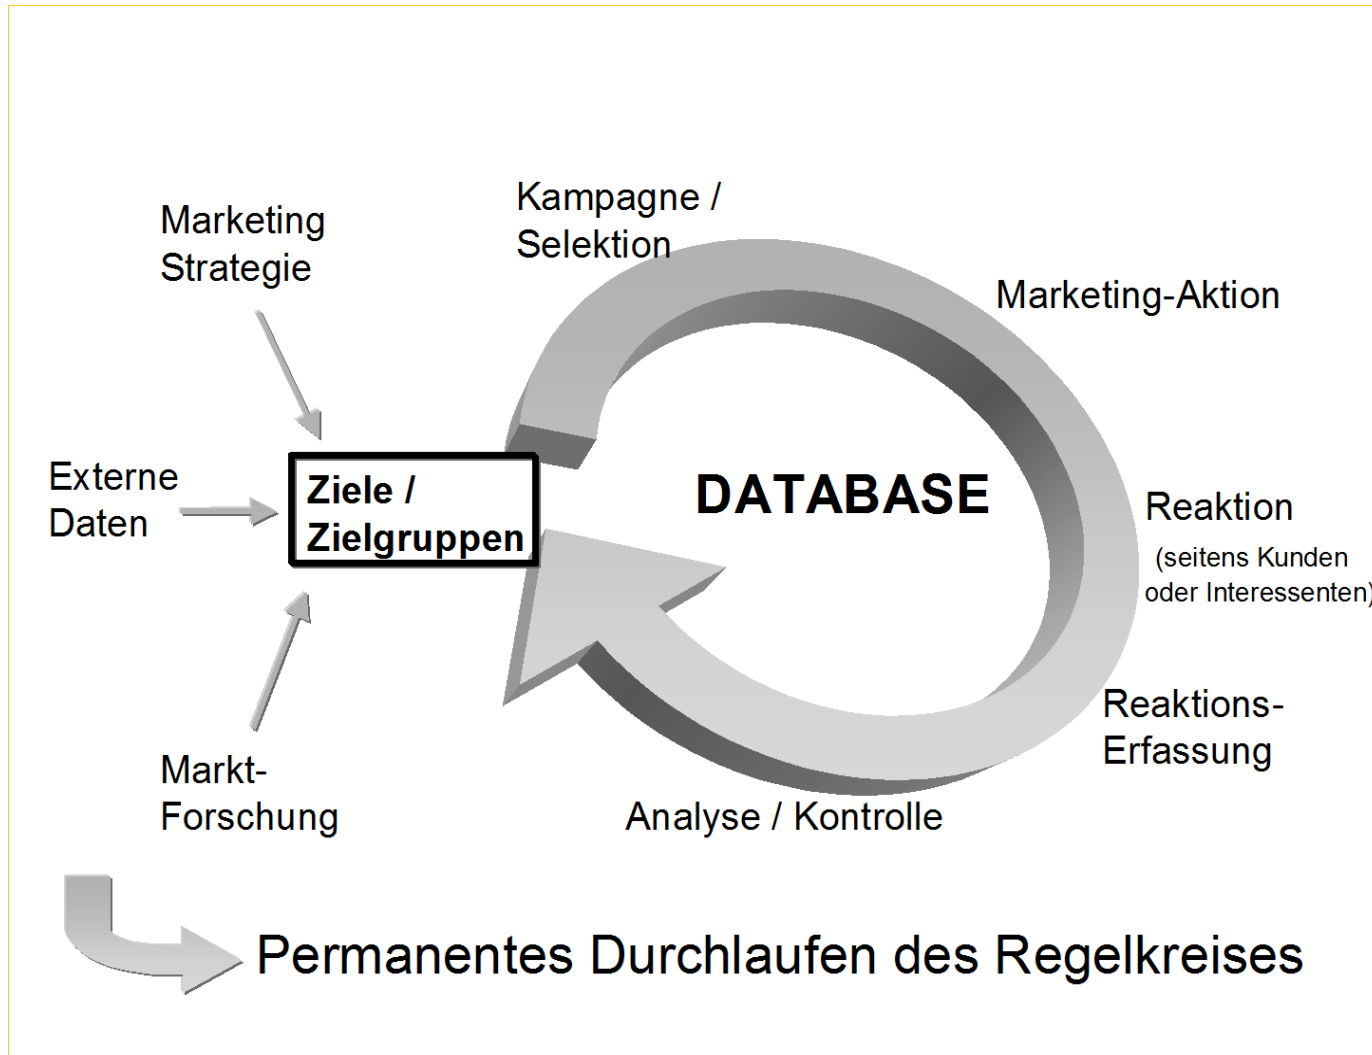 Marketing
Strategie
Externe
Daten
Markt-
Forschung
Ziele /
Zielgruppen
Kampagne /
Selektion
Marketing-Aktion
DATABASE
Reaktion
(seitens Kunden
oder Interessenten)
Reaktions-
Erfassung
Analyse / Kontrolle
Permanentes Durchlaufen des Regelkreises